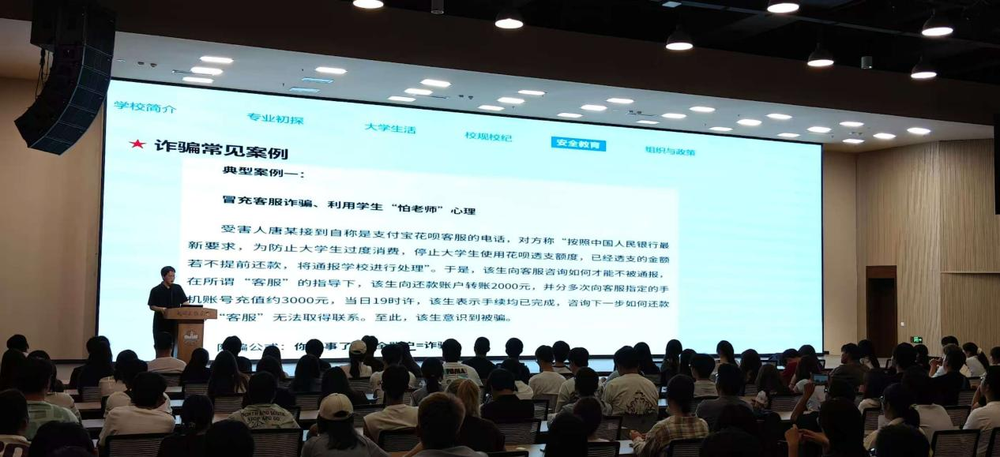 学校简介 专业初探 大学生活 校规校纪 安全教育 组织与政策
★ 诈骗常见案例
典型案例一：
冒充客服诈骗、利用学生“怕老师”心理
受害人唐某接到自称是支付宝花呗客服的电话，对方称“按照中国人民银行最
新要求，为防止大学生过度消费，停止大学生使用花呗透支额度，已经透支的金额
若不提前还款，将通报学校进行处理”。于是，该生向客服咨询如何才能不被通报，
在所谓“客服”的指导下，该生向还款账户转账2000元，并分多次向客服指定的手
机账号充值约3000元，当日19时许，该生表示手续均已完成，咨询下一步如何还款
“客服”无法取得联系。至此，该生意识到被骗。
骗公式：你 事了 全账户=诈骗
PUMA
NORTH AND SOUTH
STOP AND GO